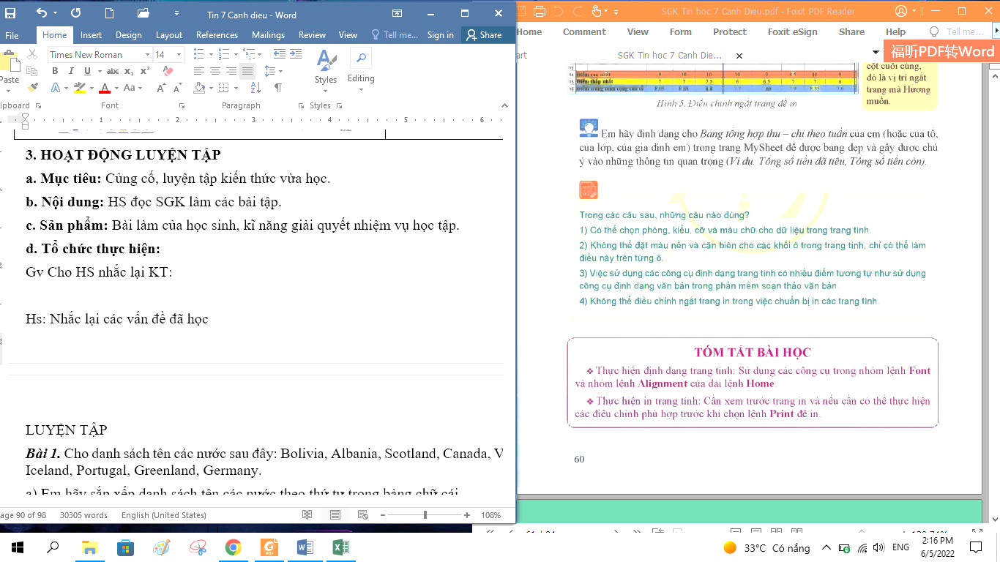 Tin 7 Canh dieu - Word
File Home Insert Design Layout References Mailings Review View Tell me... Sign in Share
Paste
Times New Roman 14
B I U abc x₂ x²
Styles Editing
Font Paragraph Styles
1 2 3 4 5 6
3. HOẠT ĐỘNG LUYỆN TẬP
a. Mục tiêu: Củng cố, luyện tập kiến thức vừa học.
b. Nội dung: HS đọc SGK làm các bài tập.
c. Sản phẩm: Bài làm của học sinh, kĩ năng giải quyết nhiệm vụ học tập.
d. Tổ chức thực hiện:
Gv Cho HS nhắc lại KT:
Hs: Nhắc lại các vấn đề đã học
LUYỆN TẬP
Bài 1. Cho danh sách tên các nước sau đây: Bolivia, Albania, Scotland, Canada, V
Iceland, Portugal, Greenland, Germany.
a) Em hãy sắp xếp danh sách tên các nước theo thứ tự trong bảng chữ cái
age 90 of 98 30305 words English (United States) 108%
SGK Tin hoc 7 Canh Dieu.pdf - Foxit PDF Reader
Home Comment View Form Protect Foxit eSign Share Help Tell me...
art SGK Tin hoc 7 Canh Die...
福昕PDF转Word
cột cuối cùng,
đó là vị trí ngắt
trang mà Hương
muốn.
Điểm cao nhất
Điểm thấp nhất
Hình 5. Điều chỉnh ngắt trang để in
Em hãy định dạng cho Bảng tổng hợp thu – chi theo tuần của em (hoặc của tổ,
của lớp, của gia đình em) trong trang MySheet để được bảng đẹp và gây được chú
ý vào những thông tin quan trọng (Ví dụ: Tổng số tiền đã tiêu, Tổng số tiền còn).
Trong các câu sau, những câu nào đúng?
1) Có thể chọn phông, kiểu, cỡ và màu chữ cho dữ liệu trong trang tính.
2) Không thể đặt màu nền và căn biên cho các khối ô trong trang tính, chỉ có thể làm
điều này trên từng ô.
3) Việc sử dụng các công cụ định dạng trang tính có nhiều điểm tương tự như sử dụng
công cụ định dạng văn bản trong phần mềm soạn thảo văn bản.
4) Không thể điều chỉnh ngắt trang in trong việc chuẩn bị in các trang tính.
TÓM TẮT BÀI HỌC
❖ Thực hiện định dạng trang tính: Sử dụng các công cụ trong nhóm lệnh Font
và nhóm lệnh Alignment của dải lệnh Home.
❖ Thực hiện in trang tính: Cần xem trước trang in và nếu cần có thể thực hiện
các điều chỉnh phù hợp trước khi chọn lệnh Print để in.
60
33°C Có nắng ENG 2:16 PM
6/5/2022